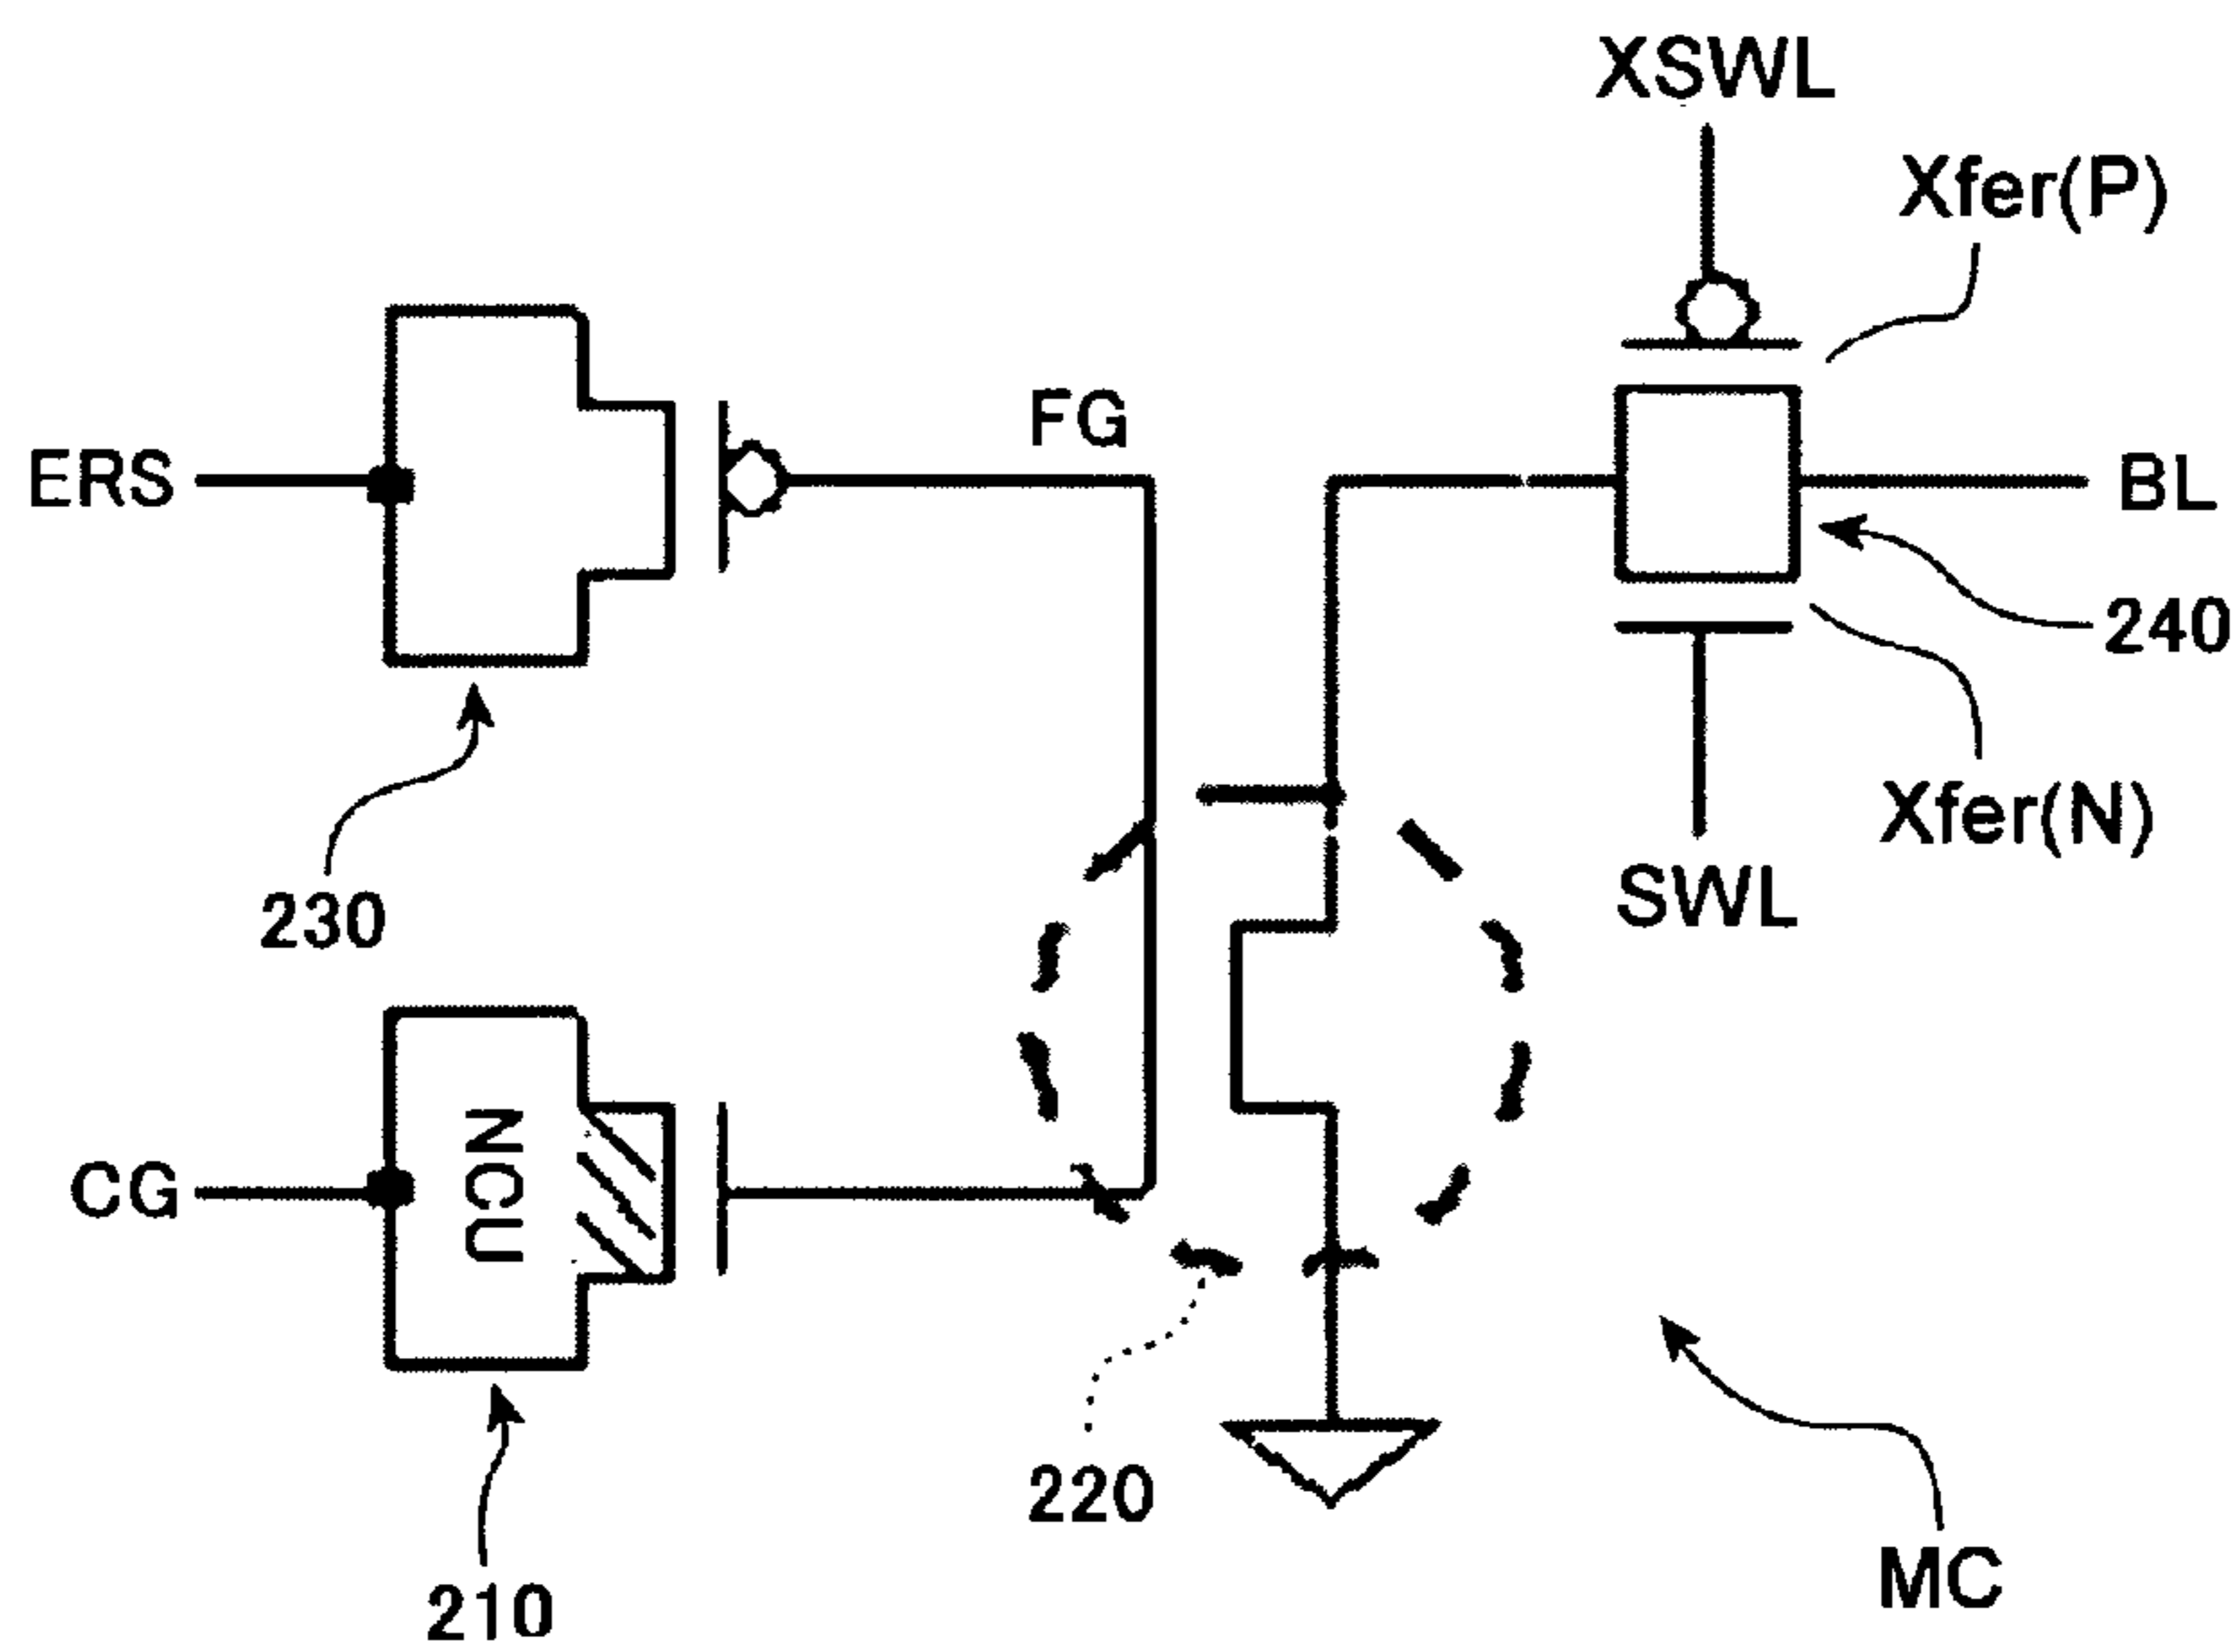 XSWL
Xfer(P)
FG
ERS
BL
240
Xfer(N)
SWL
230
NCU
CG
220
MC
210